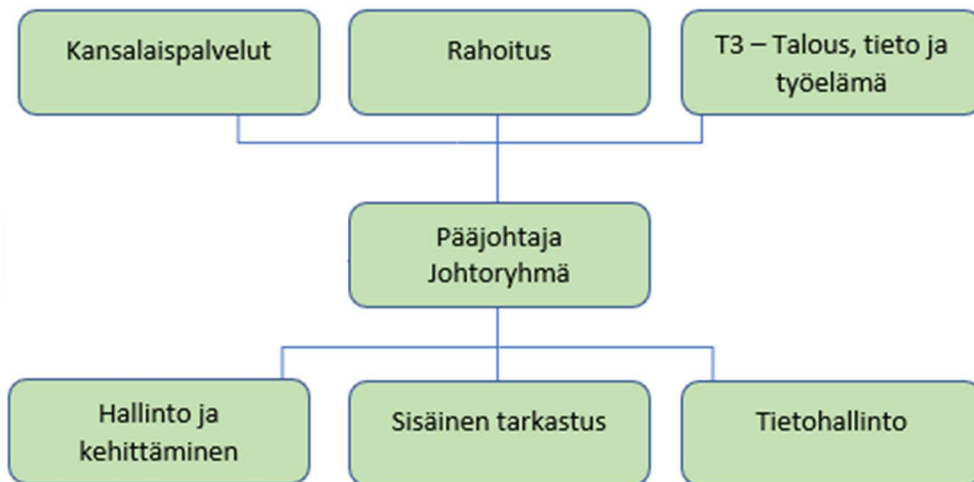 Kansalaispalvelut
Rahoitus
T3 – Talous, tieto ja
työelämä
Pääjohtaja
Johtoryhmä
Hallinto ja
kehittäminen
Sisäinen tarkastus
Tietohallinto